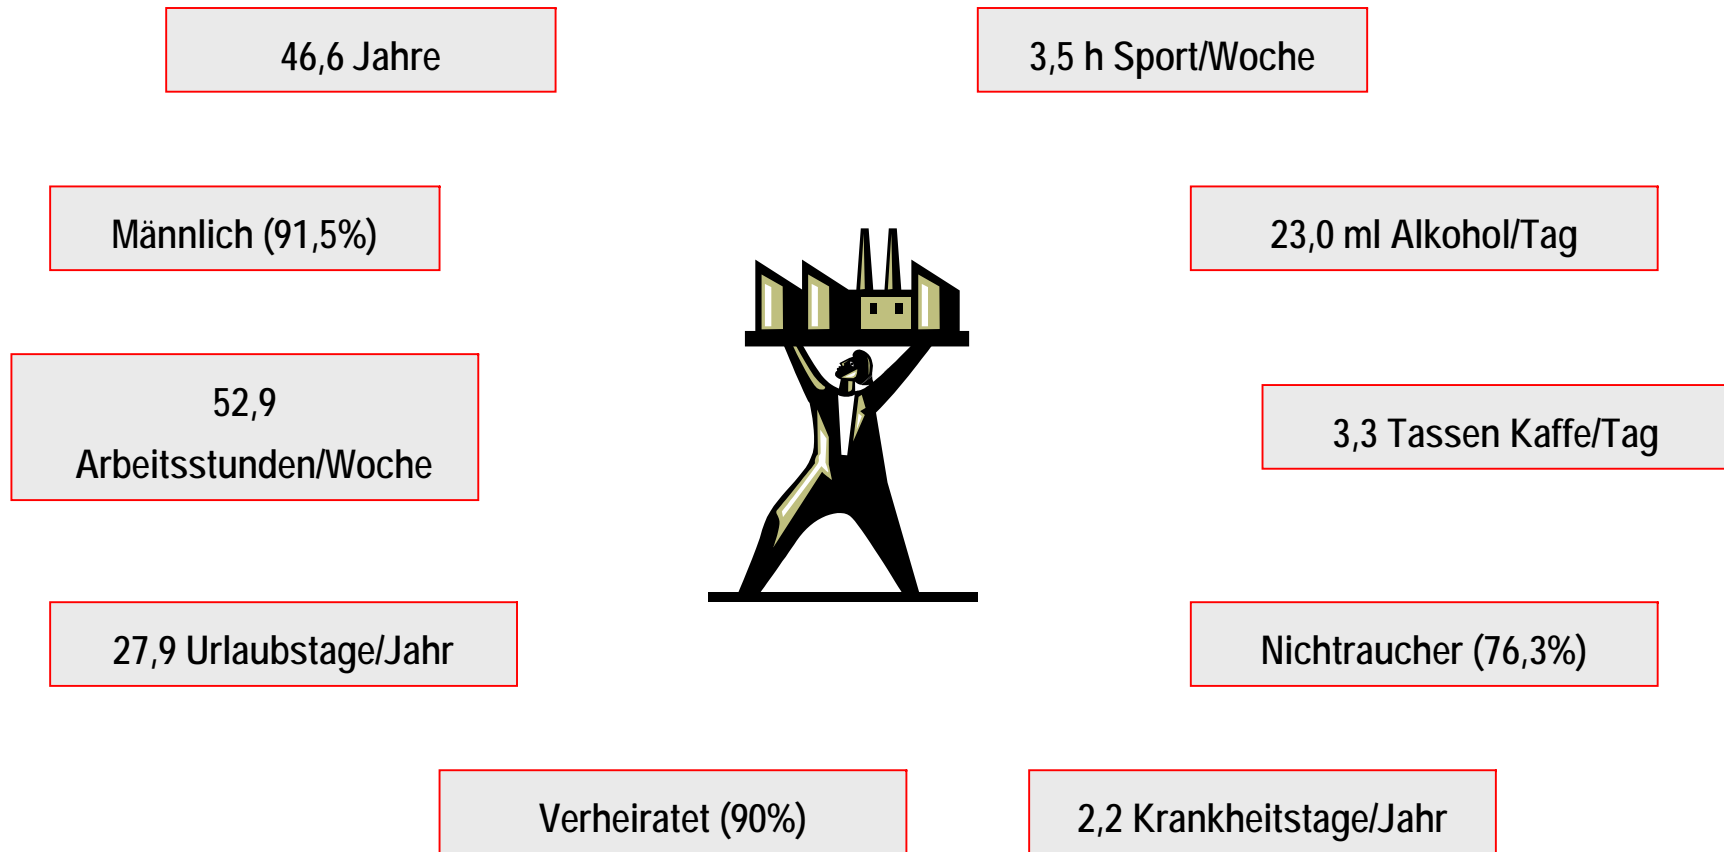 46,6 Jahre
3,5 h Sport/Woche
Männlich (91,5%)
23,0 ml Alkohol/Tag
52,9
Arbeitsstunden/Woche
3,3 Tassen Kaffe/Tag
27,9 Urlaubstage/Jahr
Nichtraucher (76,3%)
Verheiratet (90%)
2,2 Krankheitstage/Jahr